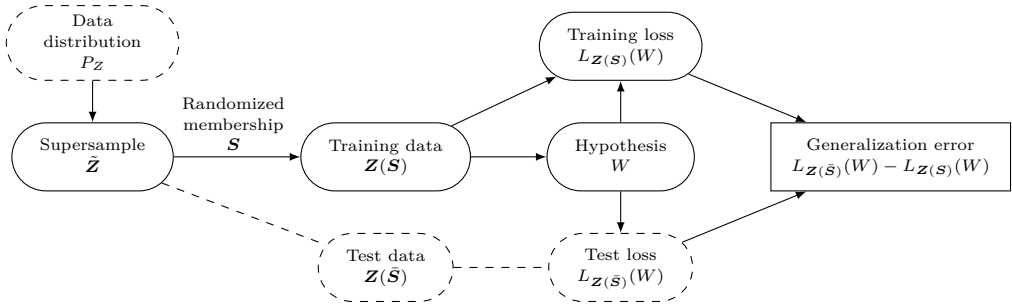 Data
distribution
P_Z
Training loss
L_{Z(S)}(W)
Randomized
membership
S
Supersample
Z̃
Training data
Z(S)
Hypothesis
W
Generalization error
L_{Z(S̄)}(W) − L_{Z(S)}(W)
Test data
Z(S̄)
Test loss
L_{Z(S̄)}(W)